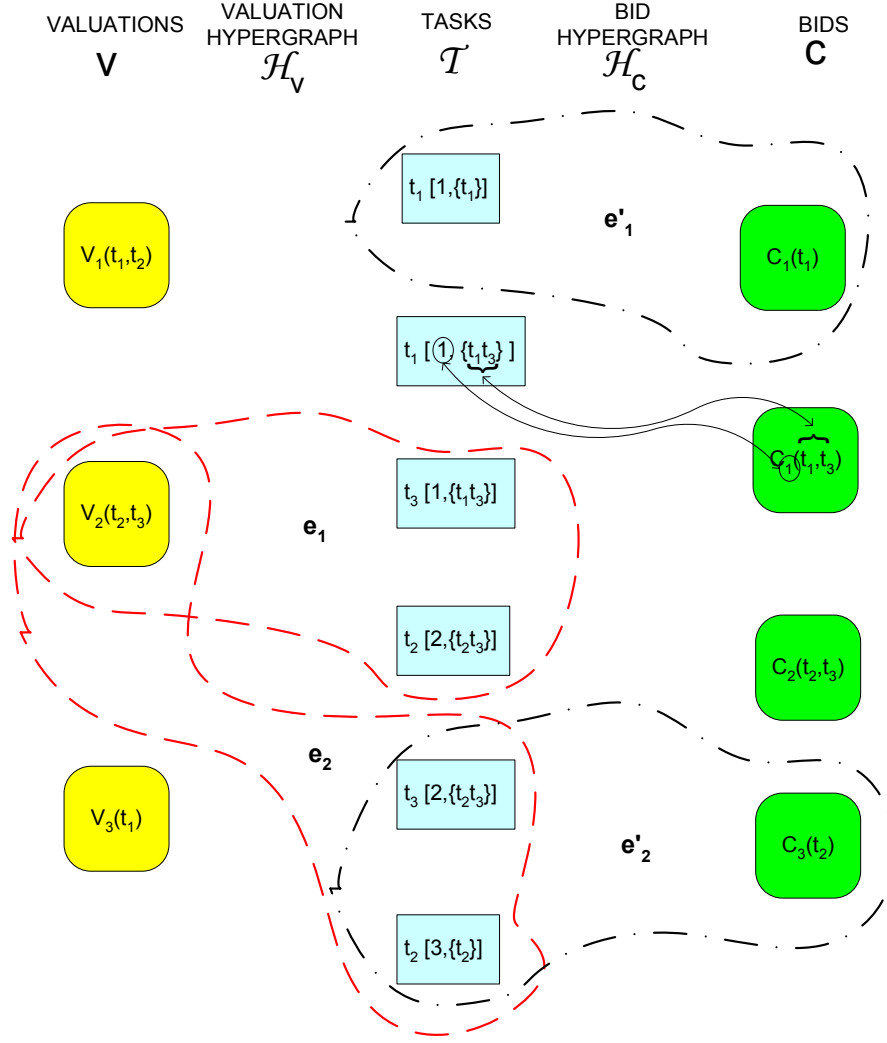 VALUATIONS
V
VALUATION
HYPERGRAPH
ℋ_V
TASKS
𝒯
BID
HYPERGRAPH
ℋ_C
BIDS
C
t₁ [1,{t₁}]
e'₁
V₁(t₁,t₂)
C₁(t₁)
t₁ [ 1, {t₁t₃} ]
C₁(t₁,t₃)
t₃ [1,{t₁t₃}]
V₂(t₂,t₃)
e₁
t₂ [2,{t₂t₃}]
C₂(t₂,t₃)
e₂
t₃ [2,{t₂t₃}]
V₃(t₁)
e'₂
C₃(t₂)
t₂ [3,{t₂}]